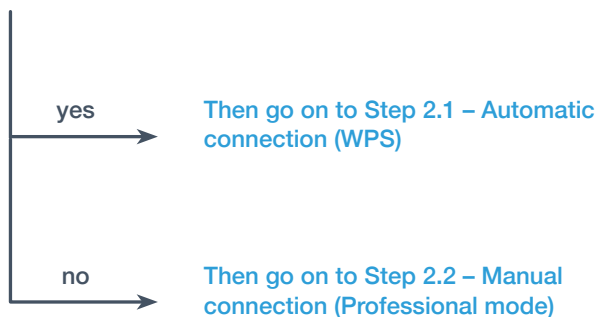 yes
Then go on to Step 2.1 – Automatic
connection (WPS)
no
Then go on to Step 2.2 – Manual
connection (Professional mode)